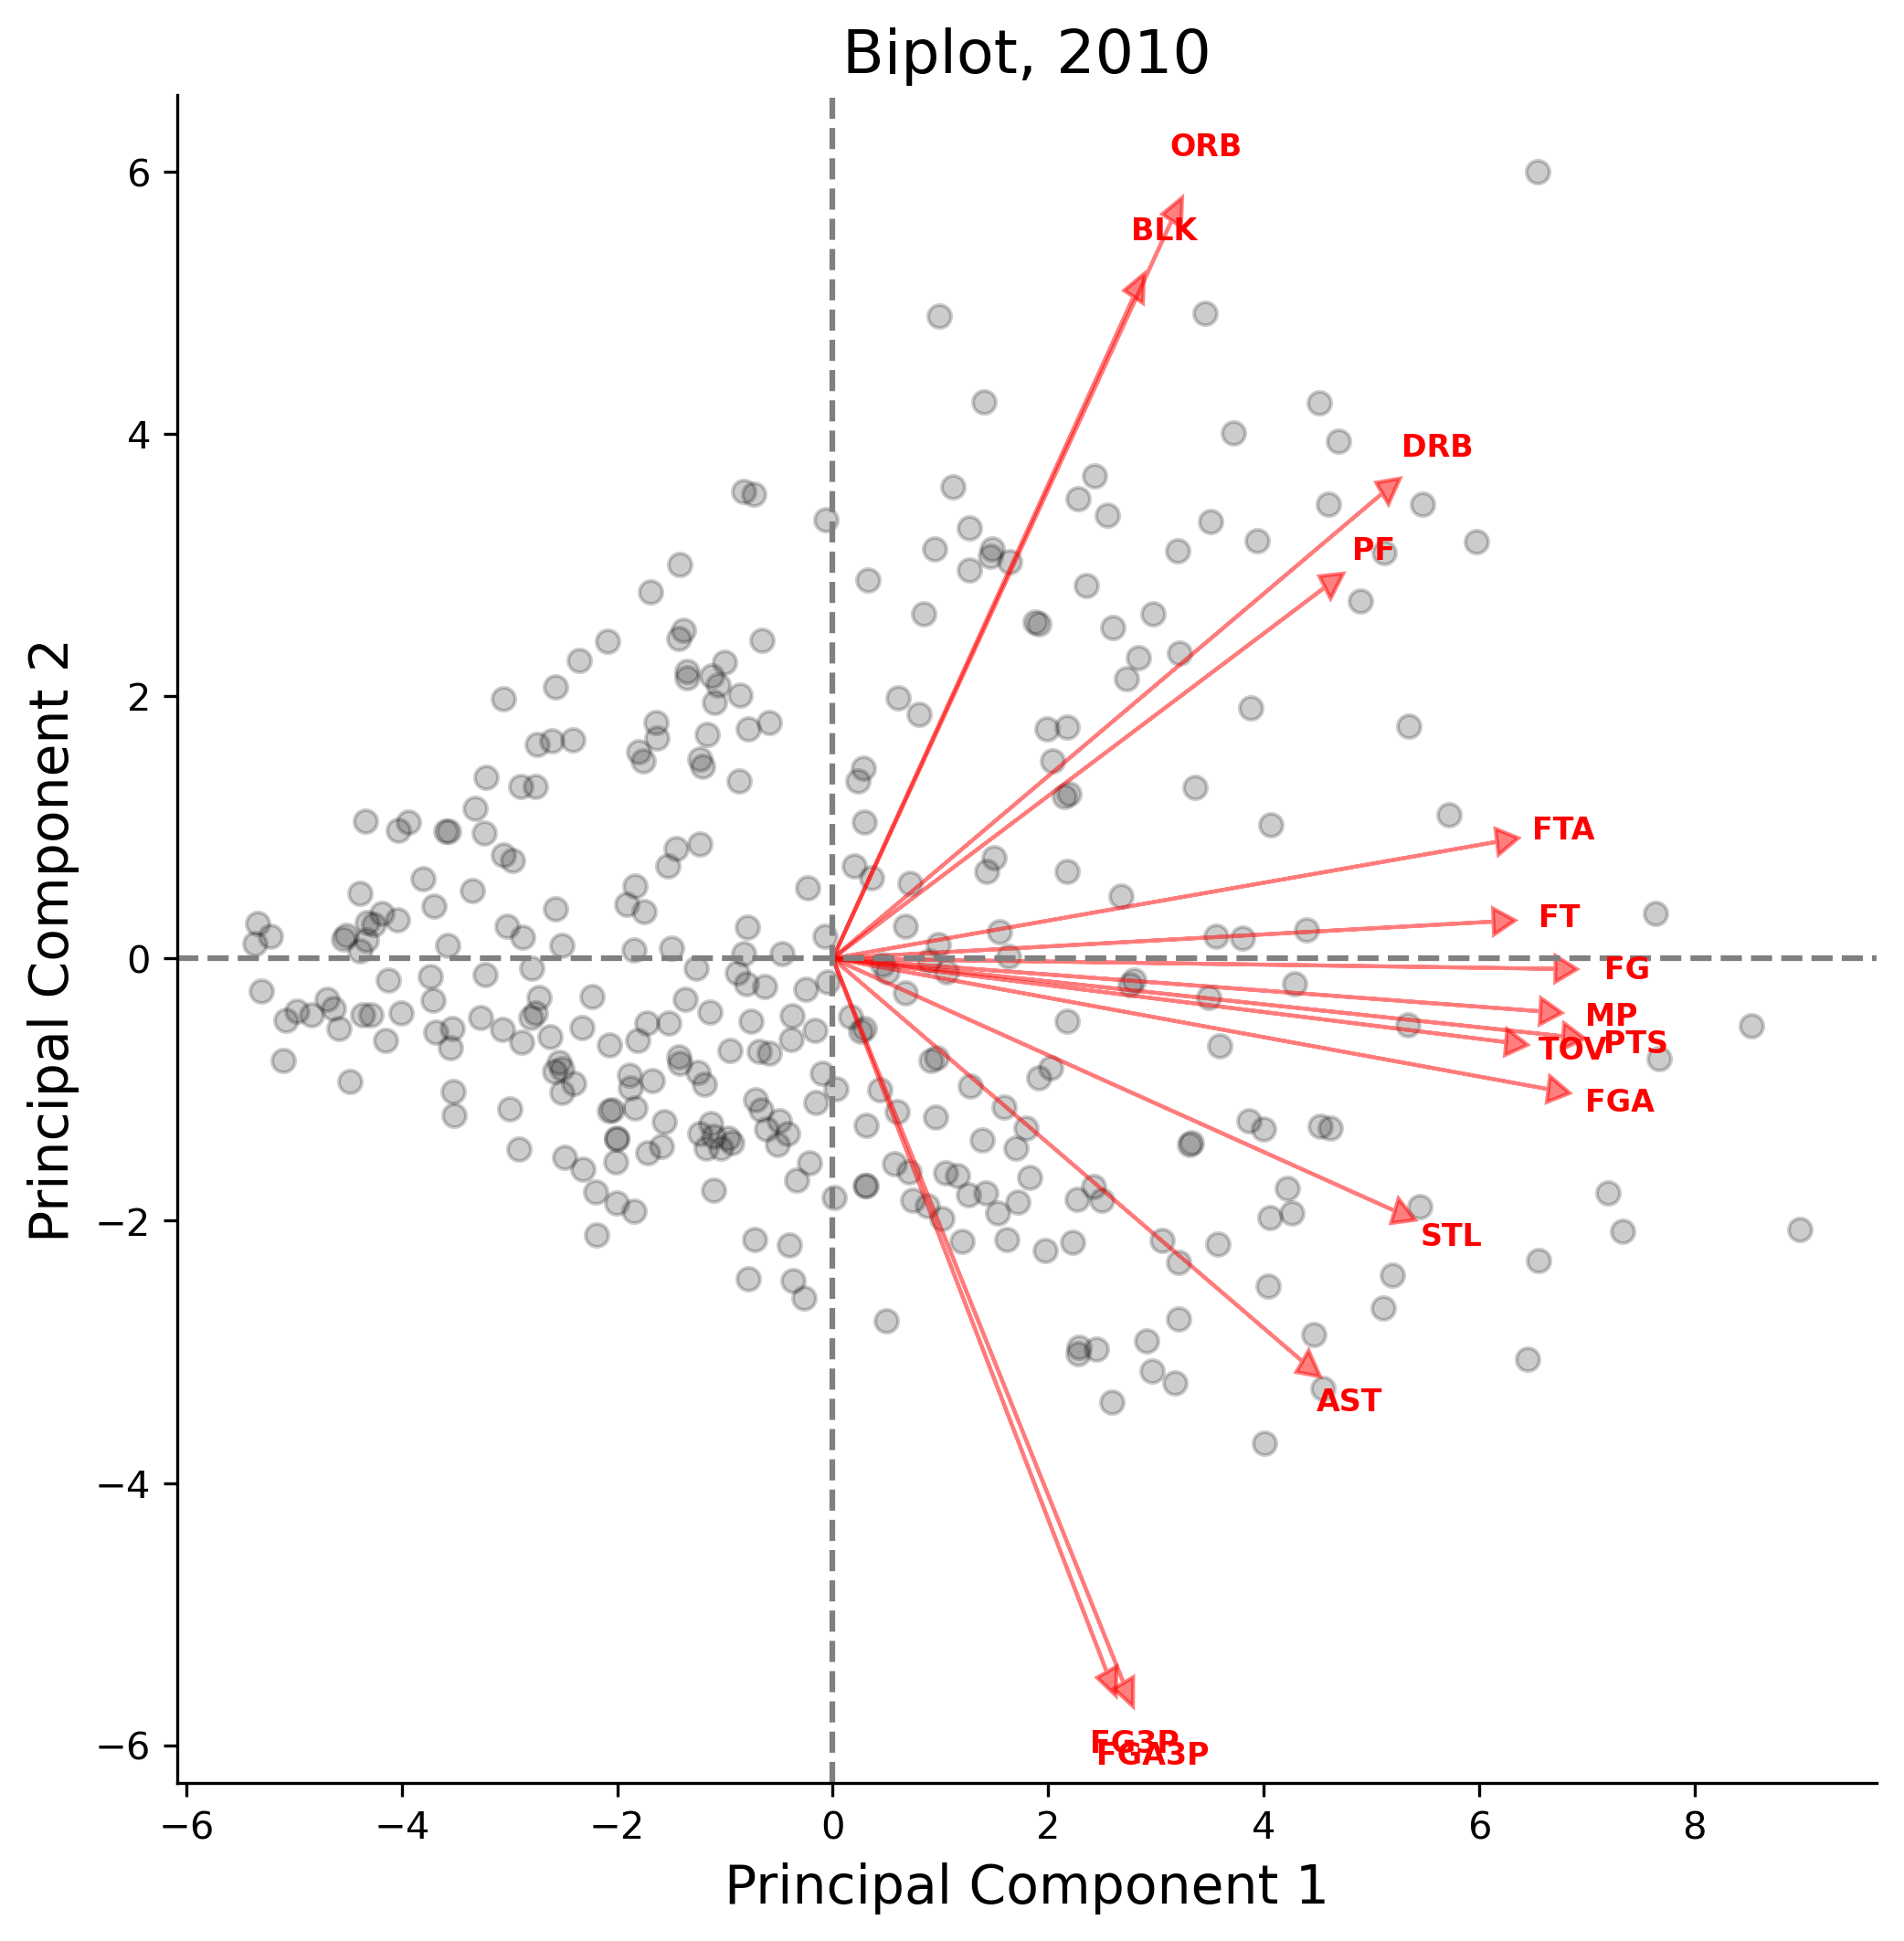 Biplot, 2010
ORB
BLK
DRB
PF
FTA
FT
FG
MP
PTS
TOV
FGA
STL
AST
FG3P
FGA3P
6
4
2
0
−2
−4
−6
−6
−4
−2
0
2
4
6
8
Principal Component 1
Principal Component 2